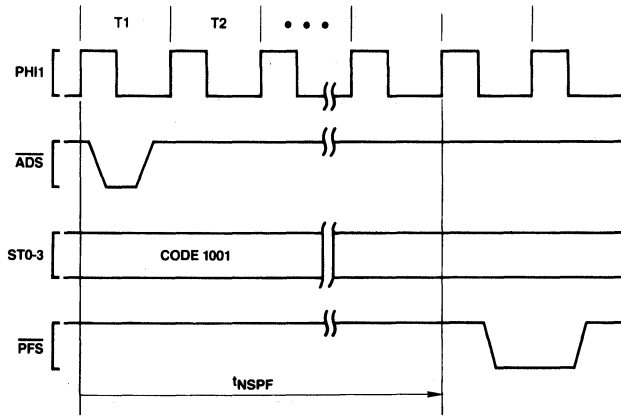 T1 T2 • • •
PHI1
ADS
ST0-3 CODE 1001
PFS
tNSPF